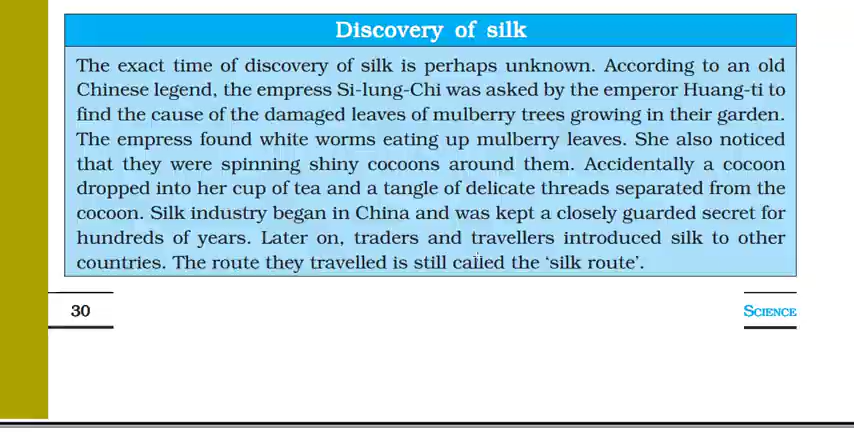 Discovery of silk
The exact time of discovery of silk is perhaps unknown. According to an old
Chinese legend, the empress Si-lung-Chi was asked by the emperor Huang-ti to
find the cause of the damaged leaves of mulberry trees growing in their garden.
The empress found white worms eating up mulberry leaves. She also noticed
that they were spinning shiny cocoons around them. Accidentally a cocoon
dropped into her cup of tea and a tangle of delicate threads separated from the
cocoon. Silk industry began in China and was kept a closely guarded secret for
hundreds of years. Later on, traders and travellers introduced silk to other
countries. The route they travelled is still called the ‘silk route’.
30
SCIENCE